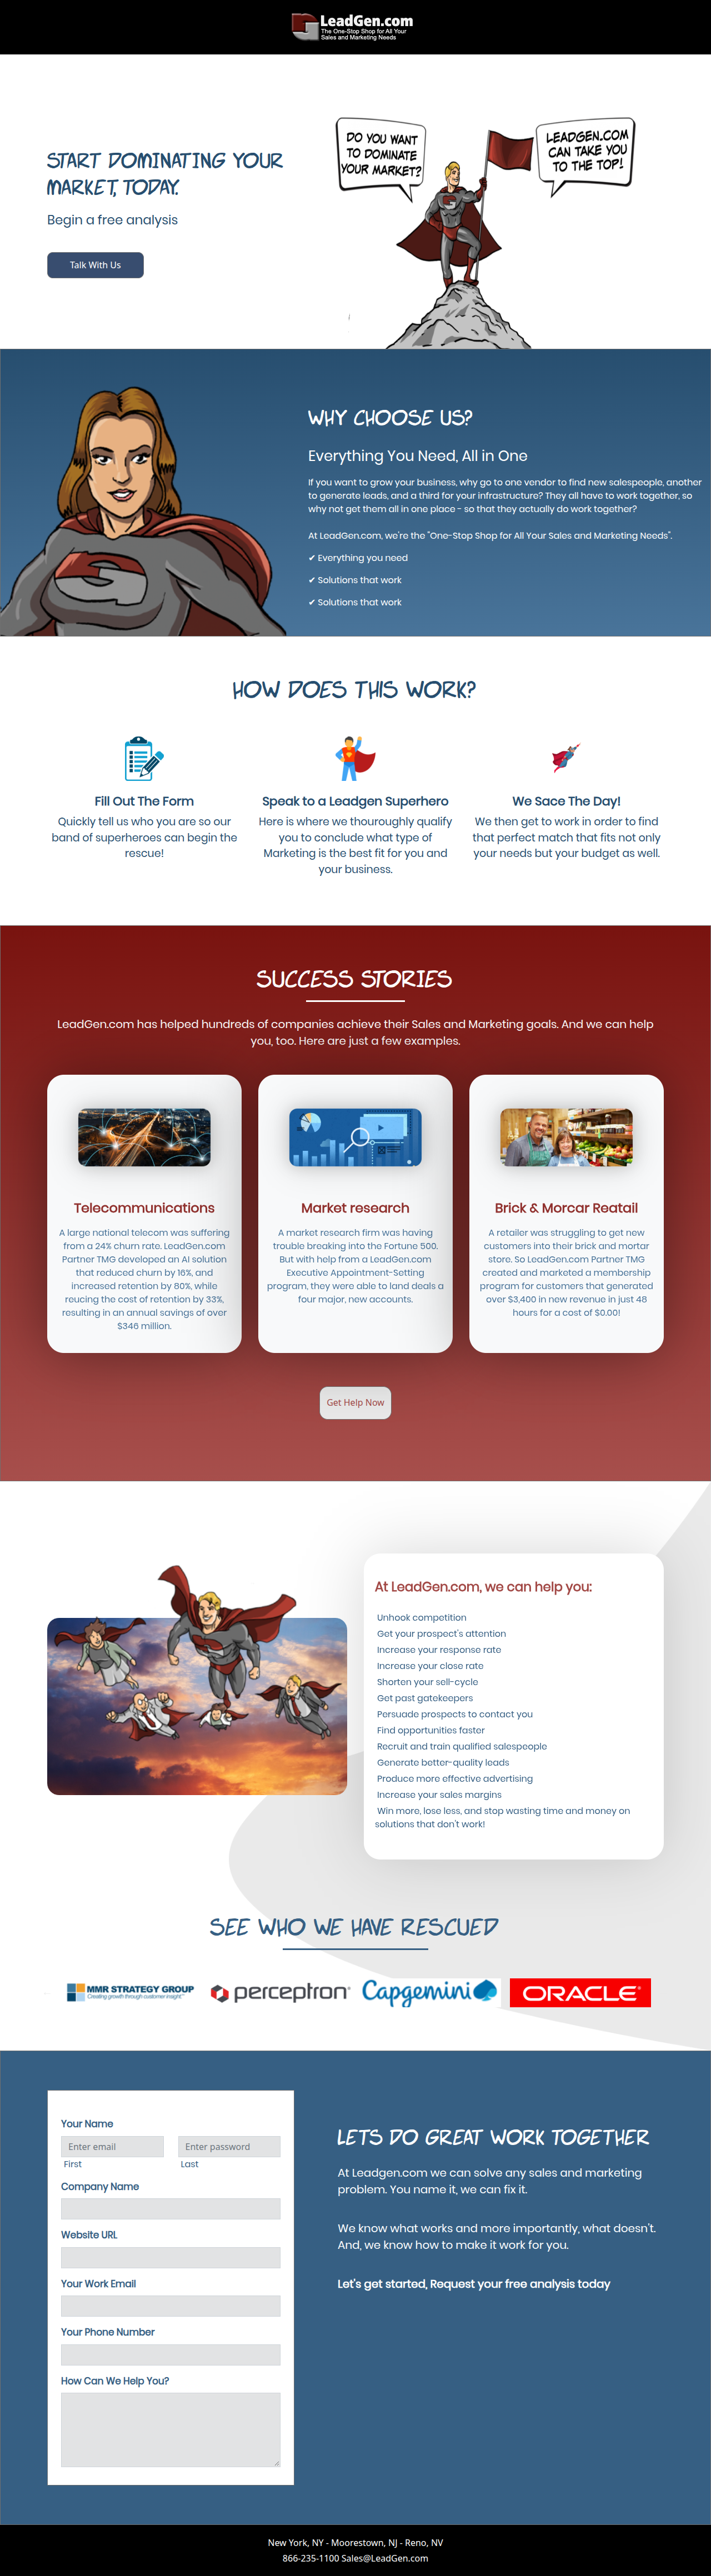 LeadGen.com
The One-Stop Shop for All Your
Sales and Marketing Needs
START DOMINATING YOUR
MARKET, TODAY.
Begin a free analysis
Talk With Us
DO YOU WANT
TO DOMINATE
YOUR MARKET?
LEADGEN.COM
CAN TAKE YOU
TO THE TOP!
WHY CHOOSE US?
Everything You Need, All in One
If you want to grow your business, why go to one vendor to find new salespeople, another
to generate leads, and a third for your infrastructure? They all have to work together, so
why not get them all in one place - so that they actually do work together?
At LeadGen.com, we're the "One-Stop Shop for All Your Sales and Marketing Needs".
✔ Everything you need
✔ Solutions that work
✔ Solutions that work
HOW DOES THIS WORK?
Fill Out The Form
Quickly tell us who you are so our
band of superheroes can begin the
rescue!
Speak to a Leadgen Superhero
Here is where we thouroughly qualify
you to conclude what type of
Marketing is the best fit for you and
your business.
We Sace The Day!
We then get to work in order to find
that perfect match that fits not only
your needs but your budget as well.
SUCCESS STORIES
LeadGen.com has helped hundreds of companies achieve their Sales and Marketing goals. And we can help
you, too. Here are just a few examples.
Telecommunications
A large national telecom was suffering
from a 24% churn rate. LeadGen.com
Partner TMG developed an AI solution
that reduced churn by 16%, and
increased retention by 80%, while
reucing the cost of retention by 33%,
resulting in an annual savings of over
$346 million.
Market research
A market research firm was having
trouble breaking into the Fortune 500.
But with help from a LeadGen.com
Executive Appointment-Setting
program, they were able to land deals a
four major, new accounts.
Brick & Morcar Reatail
A retailer was struggling to get new
customers into their brick and mortar
store. So LeadGen.com Partner TMG
created and marketed a membership
program for customers that generated
over $3,400 in new revenue in just 48
hours for a cost of $0.00!
Get Help Now
At LeadGen.com, we can help you:
Unhook competition
Get your prospect's attention
Increase your response rate
Increase your close rate
Shorten your sell-cycle
Get past gatekeepers
Persuade prospects to contact you
Find opportunities faster
Recruit and train qualified salespeople
Generate better-quality leads
Produce more effective advertising
Increase your sales margins
Win more, lose less, and stop wasting time and money on
solutions that don't work!
SEE WHO WE HAVE RESCUED
MMR STRATEGY GROUP
Creating growth through customer insight™
perceptron®
Capgemini
ORACLE®
Your Name
Enter email
Enter password
First
Last
Company Name
Website URL
Your Work Email
Your Phone Number
How Can We Help You?
LETS DO GREAT WORK TOGETHER
At Leadgen.com we can solve any sales and marketing
problem. You name it, we can fix it.
We know what works and more importantly, what doesn't.
And, we know how to make it work for you.
Let's get started, Request your free analysis today
New York, NY - Moorestown, NJ - Reno, NV
866-235-1100 Sales@LeadGen.com